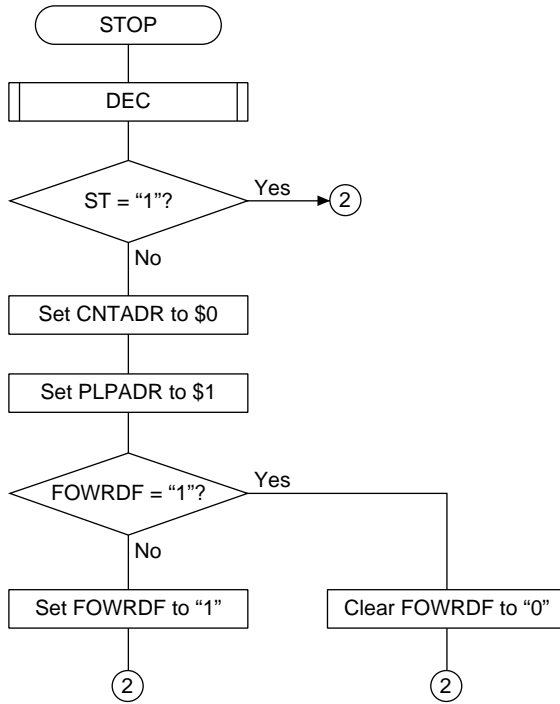 STOP
DEC
ST = “1”?
Yes
2
No
Set CNTADR to $0
Set PLPADR to $1
FOWRDF = “1”?
Yes
No
Set FOWRDF to “1”
Clear FOWRDF to “0”
2
2